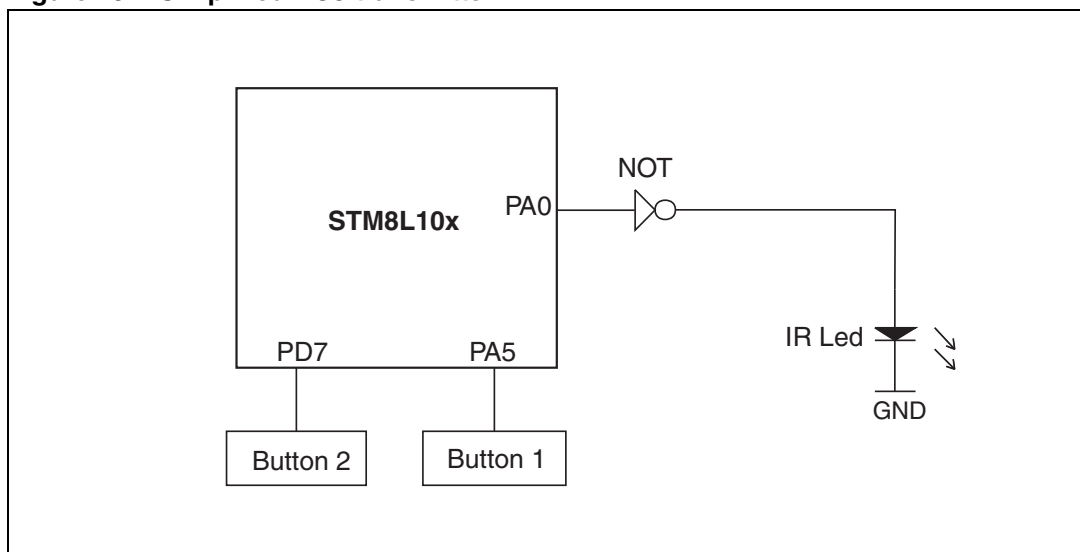 NOT
PA0
STM8L10x
IR Led
PD7
PA5
GND
Button 2
Button 1